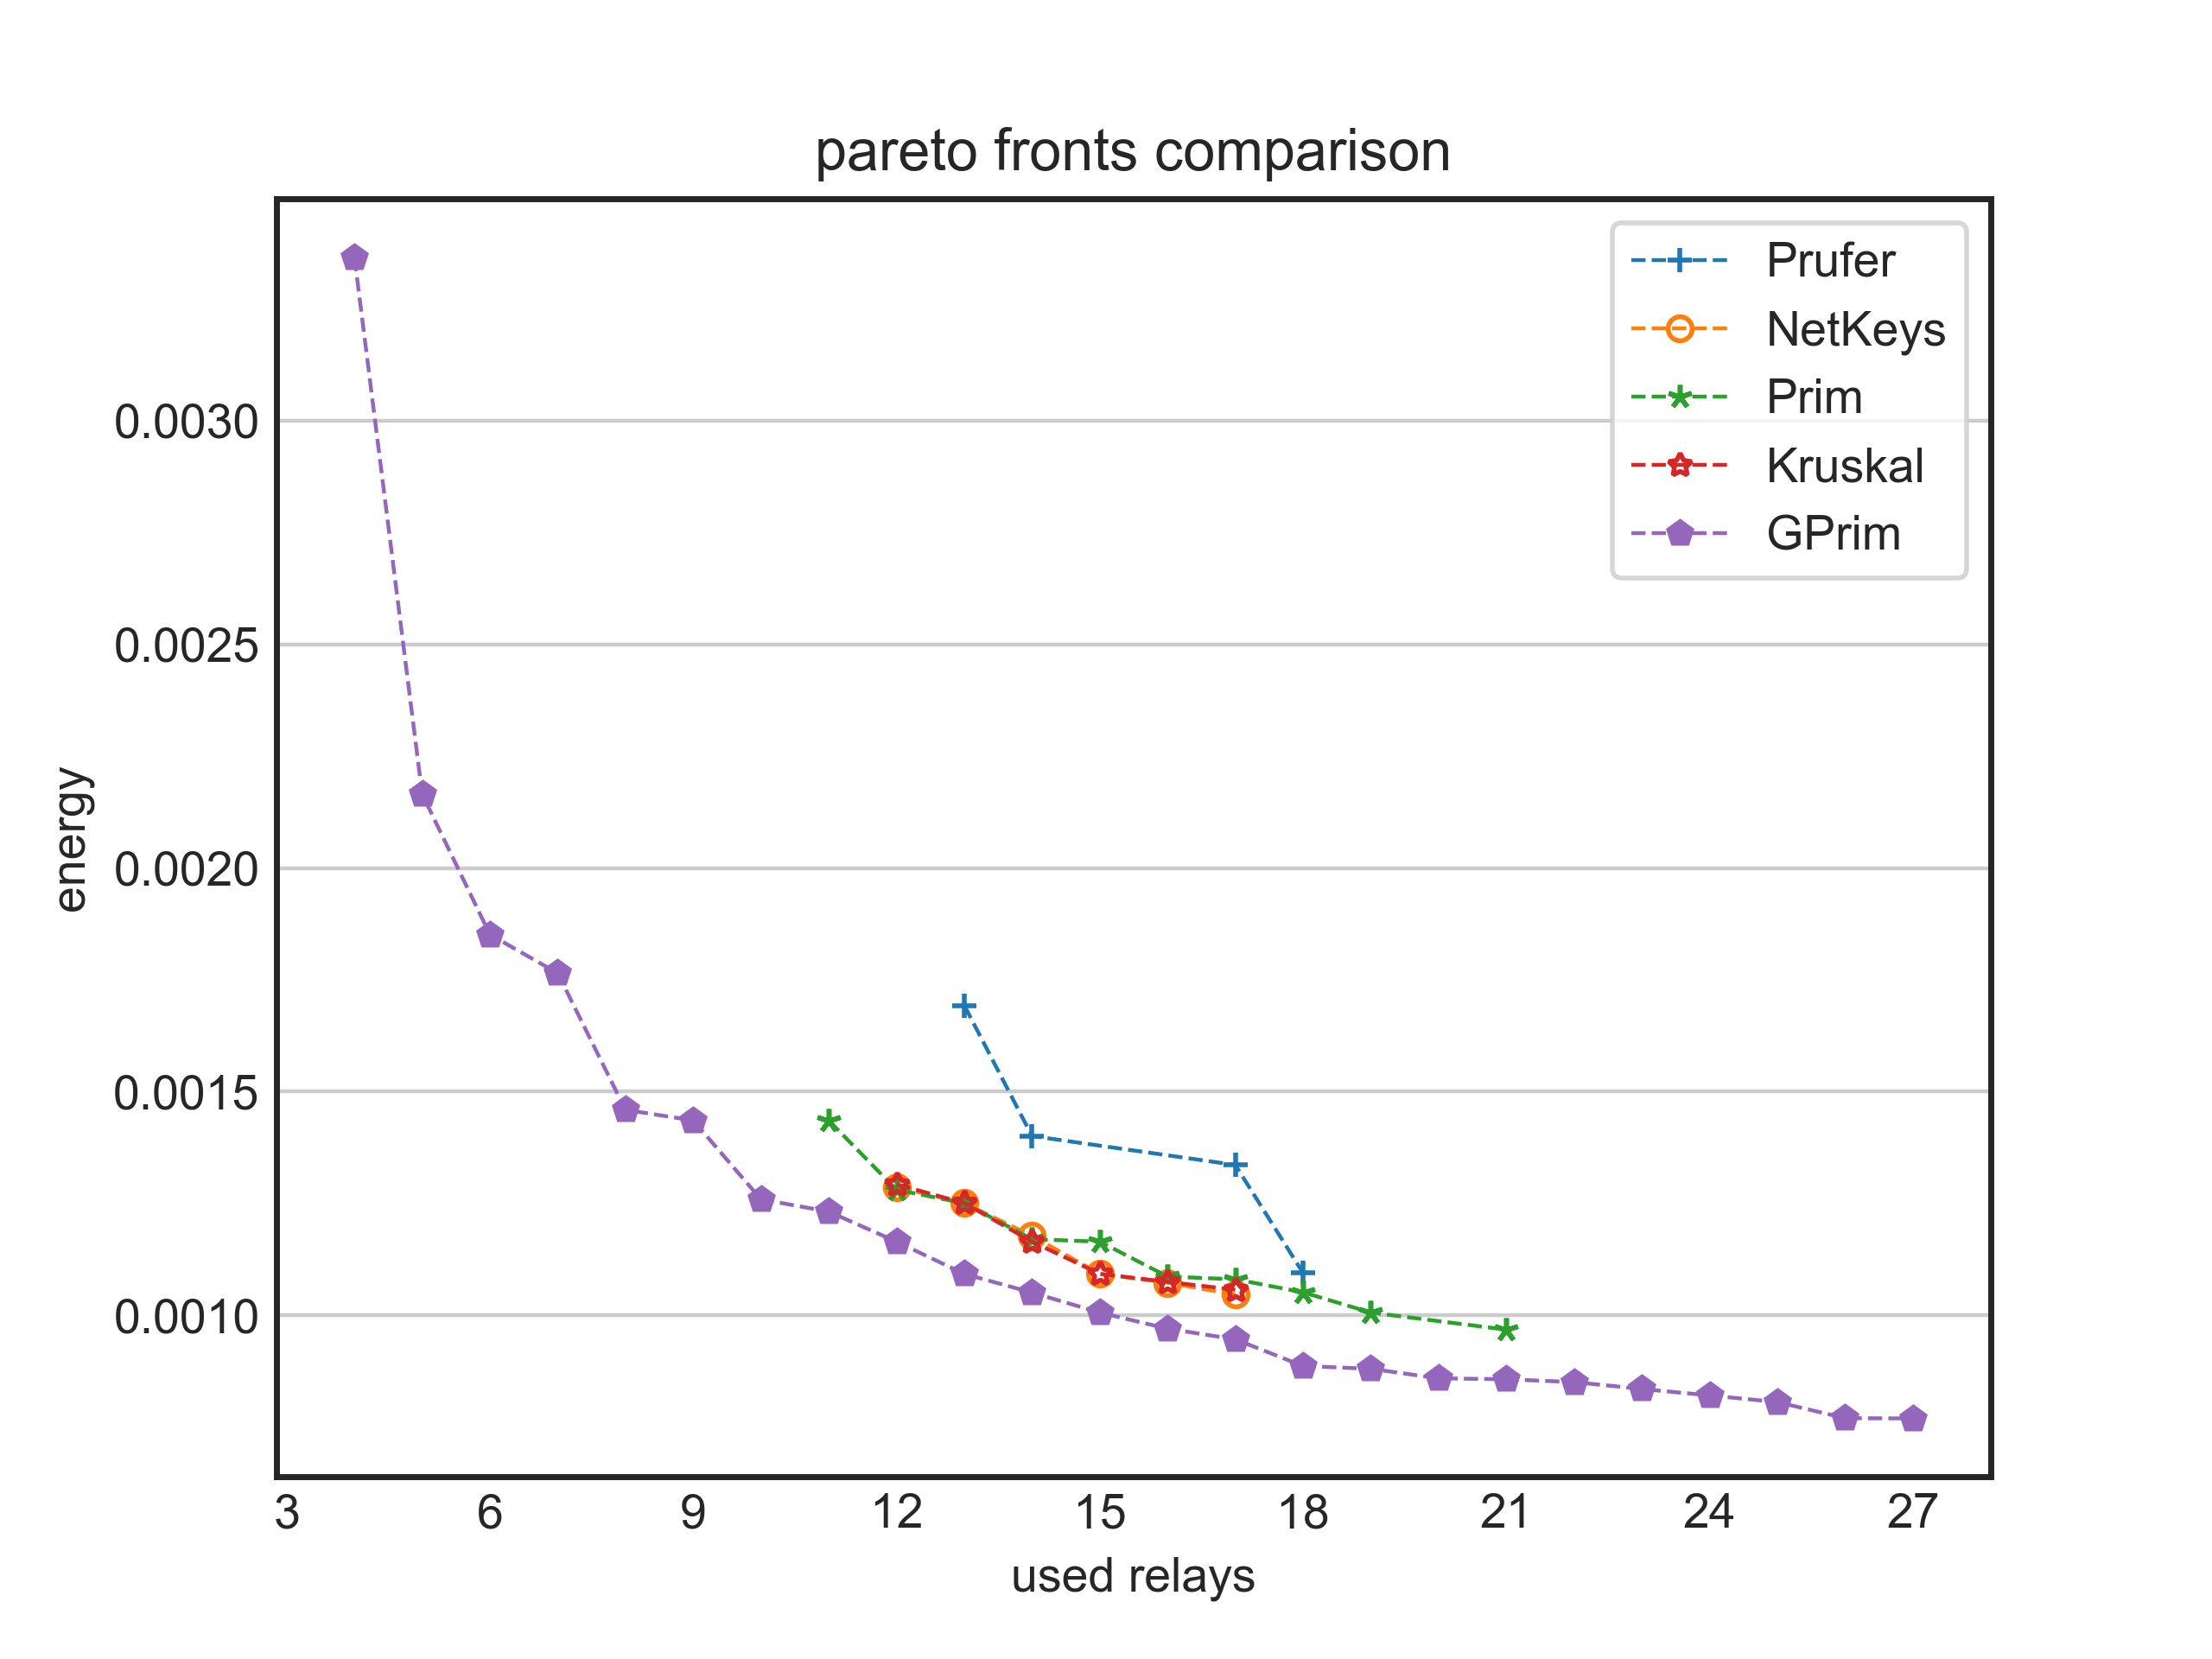 pareto fronts comparison
Prufer
NetKeys
Prim
Kruskal
GPrim
0.0030
0.0025
0.0020
0.0015
0.0010
energy
3 6 9 12 15 18 21 24 27
used relays